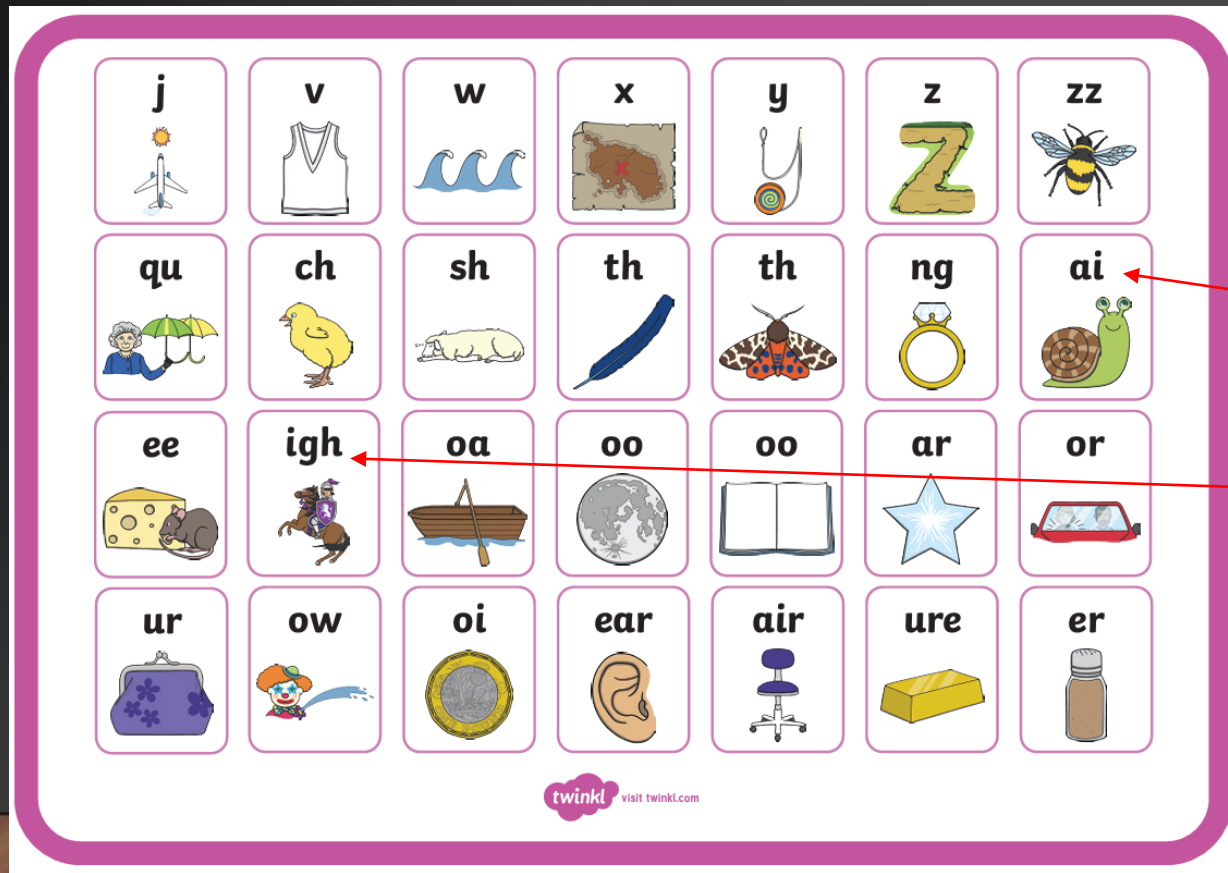 j v w x y z zz
qu ch sh th th ng ai
ee igh oa oo oo ar or
ur ow oi ear air ure er
twinkl visit twinkl.com